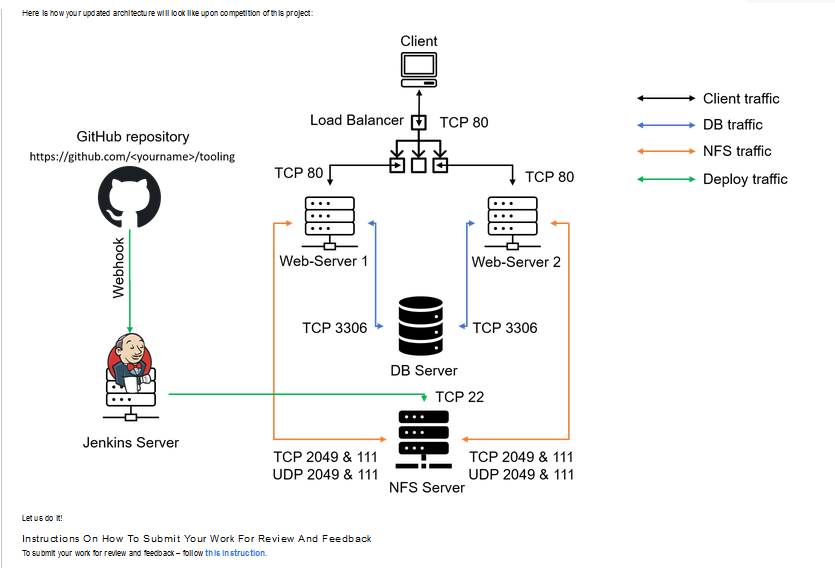 Here is how your updated architecture will look like upon competition of this project:
Client
Load Balancer
TCP 80
Client traffic
DB traffic
NFS traffic
Deploy traffic
GitHub repository
https://github.com/<yourname>/tooling
TCP 80
TCP 80
Webhook
Web-Server 1
Web-Server 2
TCP 3306
TCP 3306
DB Server
TCP 22
Jenkins Server
TCP 2049 & 111
UDP 2049 & 111
TCP 2049 & 111
UDP 2049 & 111
NFS Server
Let us do it!
Instructions On How To Submit Your Work For Review And Feedback
To submit your work for review and feedback – follow this instruction.